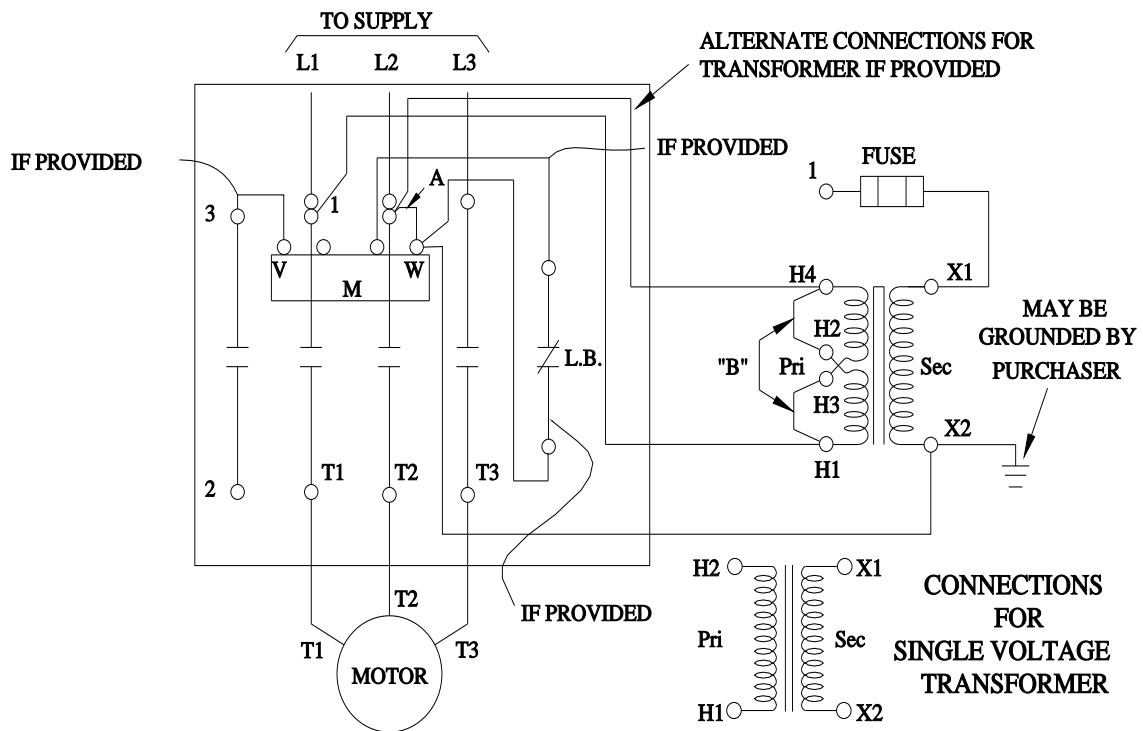 TO SUPPLY
L1 L2 L3
ALTERNATE CONNECTIONS FOR
TRANSFORMER IF PROVIDED
IF PROVIDED
IF PROVIDED
A
1
FUSE
3
1
V
W
M
H4
X1
H2
MAY BE
GROUNDED BY
PURCHASER
"B"
Pri
Sec
L.B.
H3
X2
H1
2
T1
T2
T3
IF PROVIDED
T2
T1
T3
MOTOR
H2
X1
Pri
Sec
H1
X2
CONNECTIONS
FOR
SINGLE VOLTAGE
TRANSFORMER